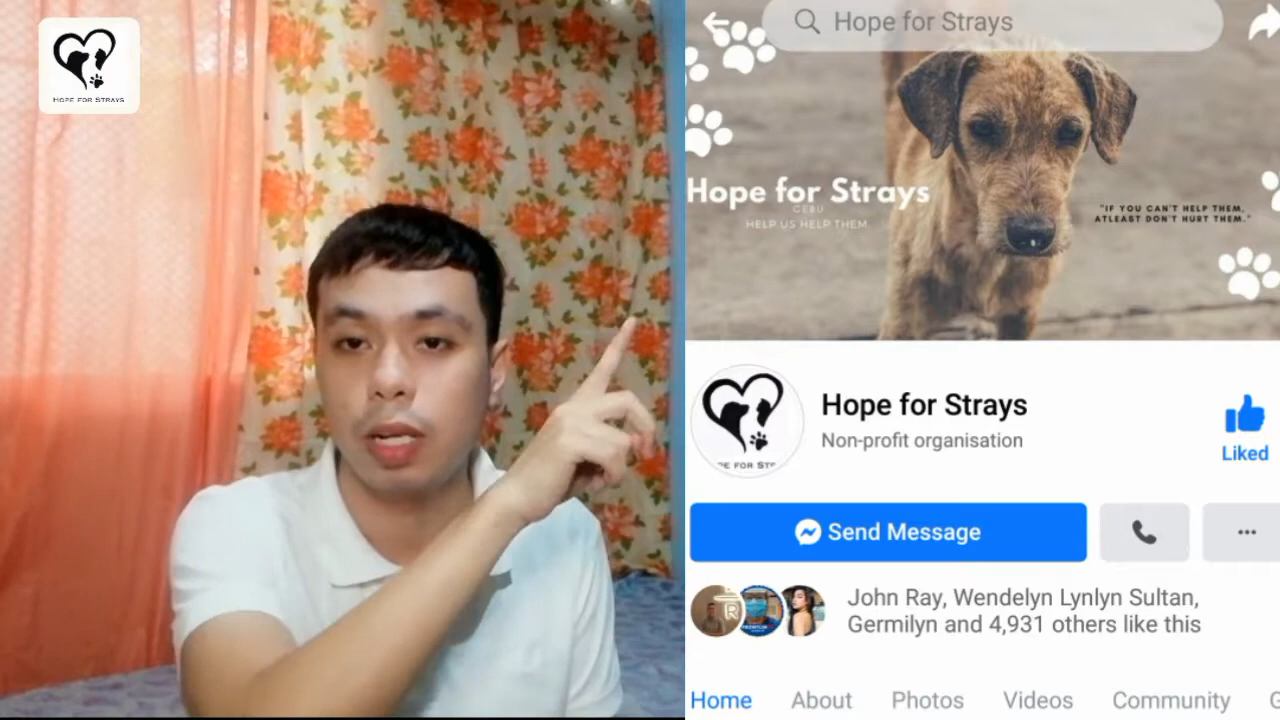 HOPE FOR STRAYS
Hope for Strays
Hope for Strays
CEBU
HELP US HELP THEM
"IF YOU CAN'T HELP THEM,
ATLEAST DON'T HURT THEM."
Hope for Strays
Non-profit organisation
Liked
Send Message
John Ray, Wendelyn Lynlyn Sultan,
Germilyn and 4,931 others like this
Home About Photos Videos Community